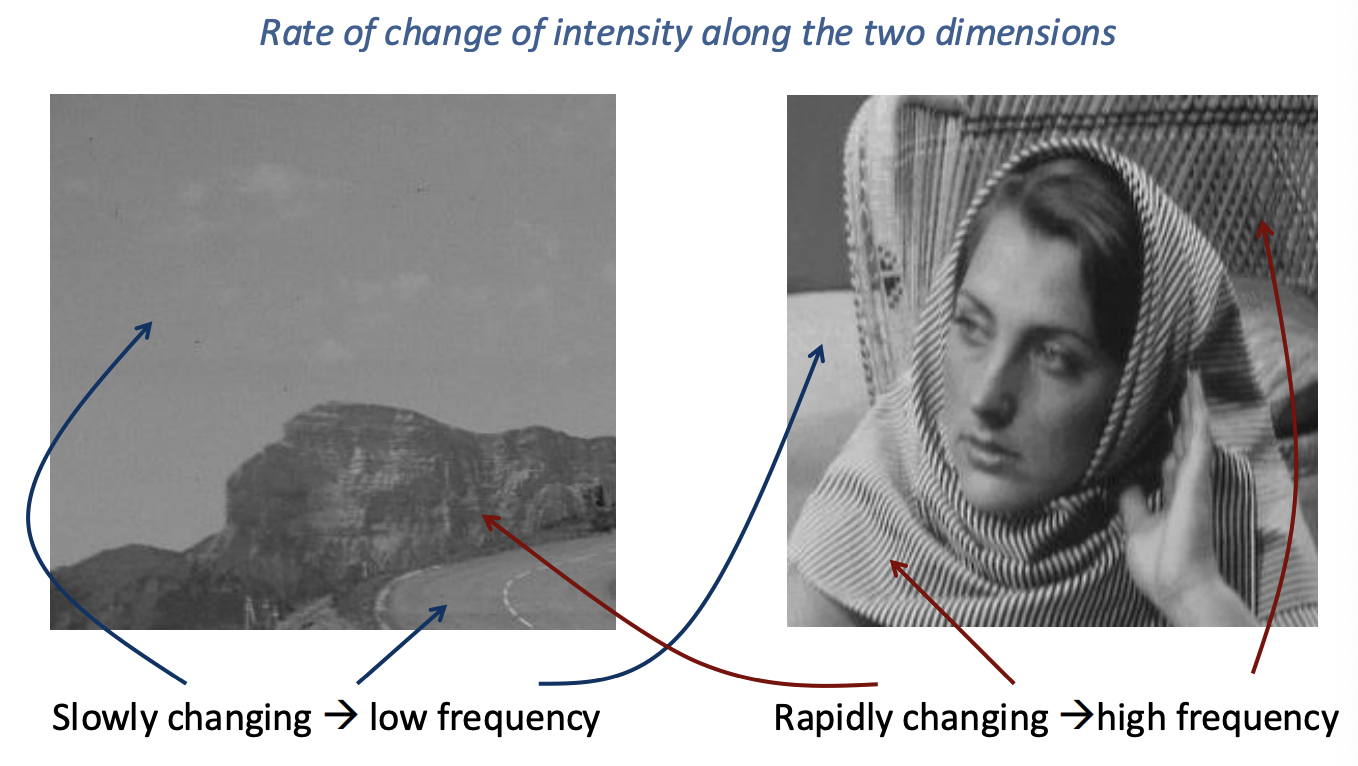 Rate of change of intensity along the two dimensions
Slowly changing → low frequency
Rapidly changing →high frequency